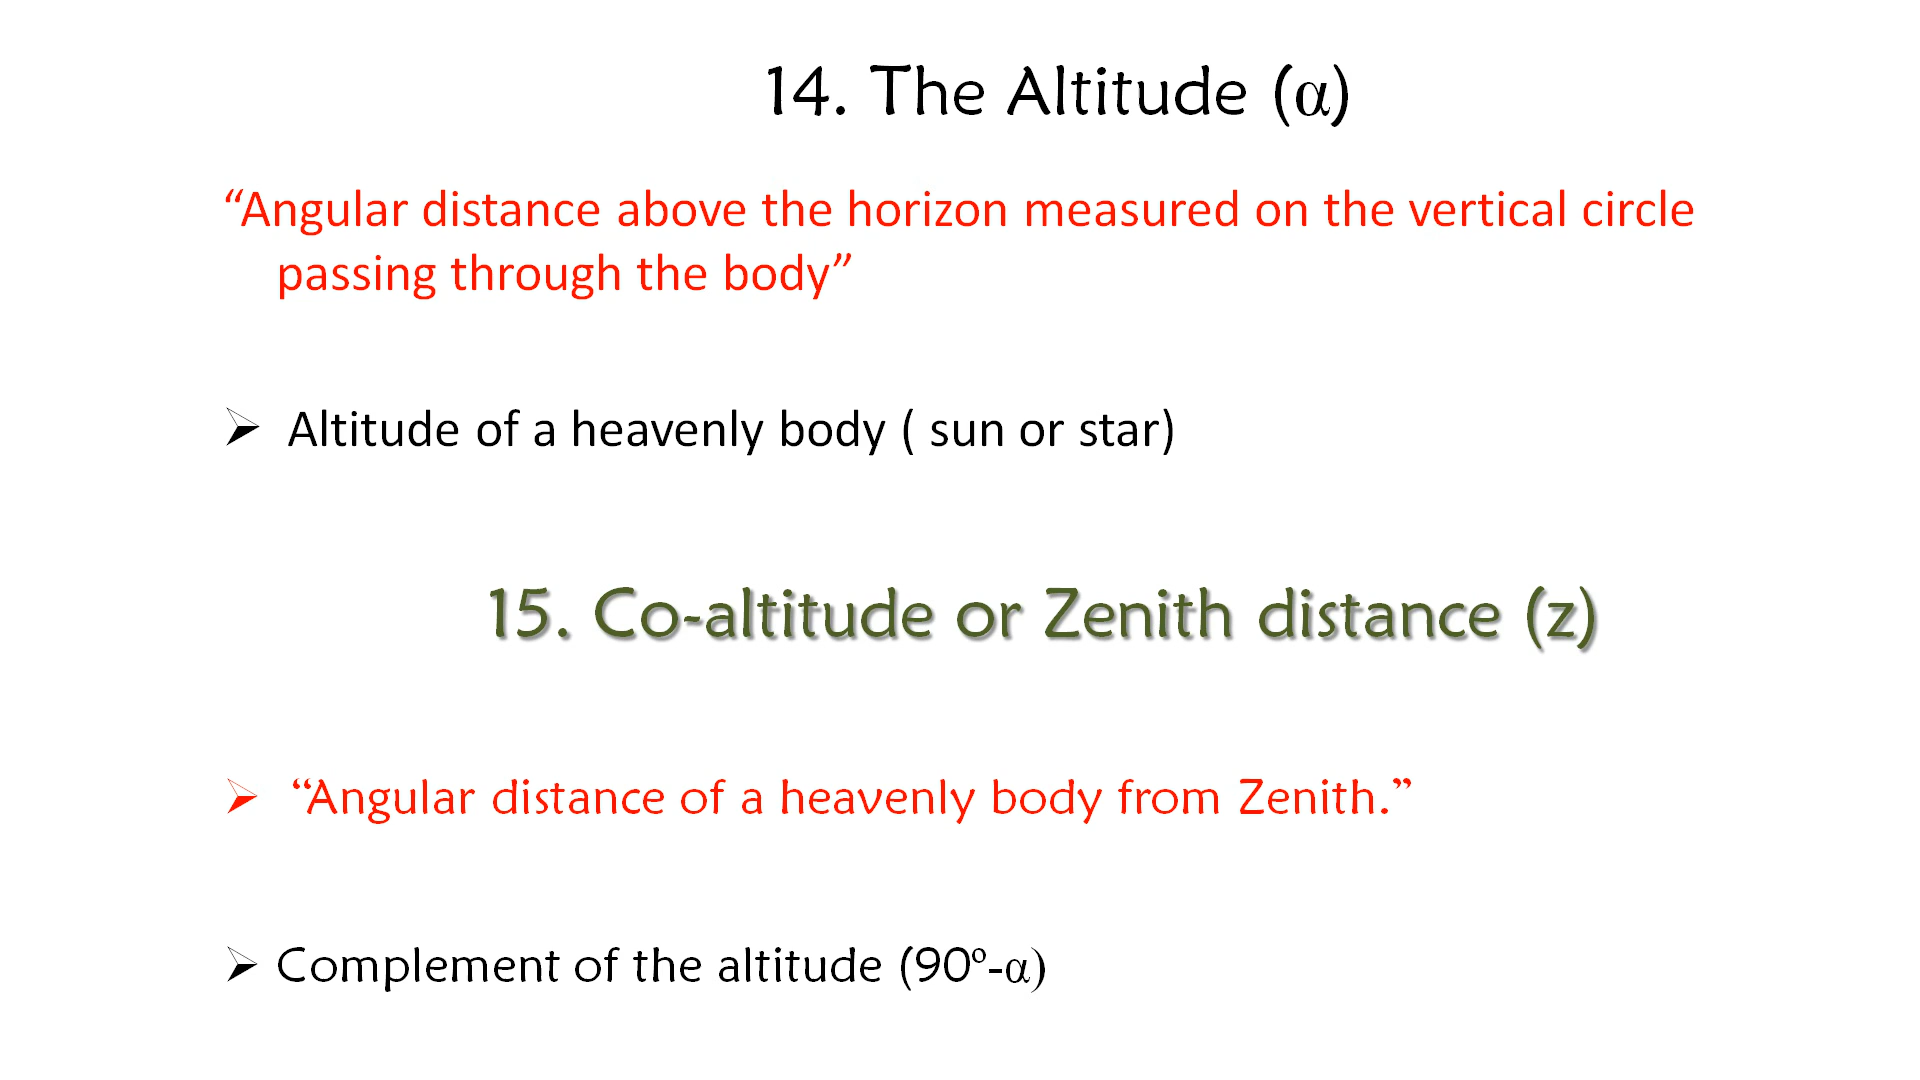 14. The Altitude (α)
“Angular distance above the horizon measured on the vertical circle
passing through the body”
➢ Altitude of a heavenly body ( sun or star)
15. Co-altitude or Zenith distance (z)
➢ “Angular distance of a heavenly body from Zenith.”
➢ Complement of the altitude (90º-α)